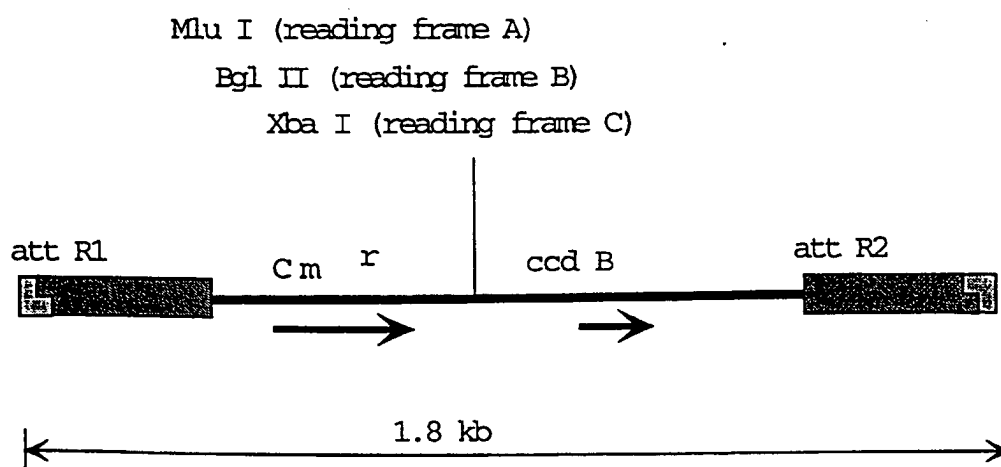 Mlu I (reading frame A)
Bgl II (reading frame B)
Xba I (reading frame C)
att R1
Cm r
ccd B
att R2
1.8 kb